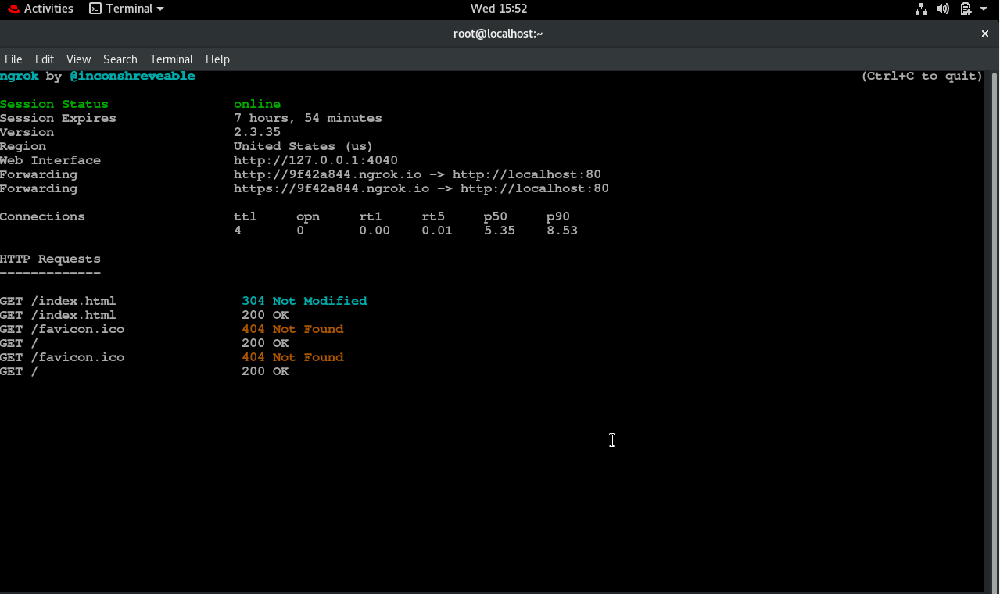 Activities Terminal Wed 15:52
root@localhost:~ ×
File Edit View Search Terminal Help
ngrok by @inconshreveable (Ctrl+C to quit)
Session Status online
Session Expires 7 hours, 54 minutes
Version 2.3.35
Region United States (us)
Web Interface http://127.0.0.1:4040
Forwarding http://9f42a844.ngrok.io -> http://localhost:80
Forwarding https://9f42a844.ngrok.io -> http://localhost:80
Connections ttl opn rt1 rt5 p50 p90
4 0 0.00 0.01 5.35 8.53
HTTP Requests
-------------
GET /index.html 304 Not Modified
GET /index.html 200 OK
GET /favicon.ico 404 Not Found
GET / 200 OK
GET /favicon.ico 404 Not Found
GET / 200 OK